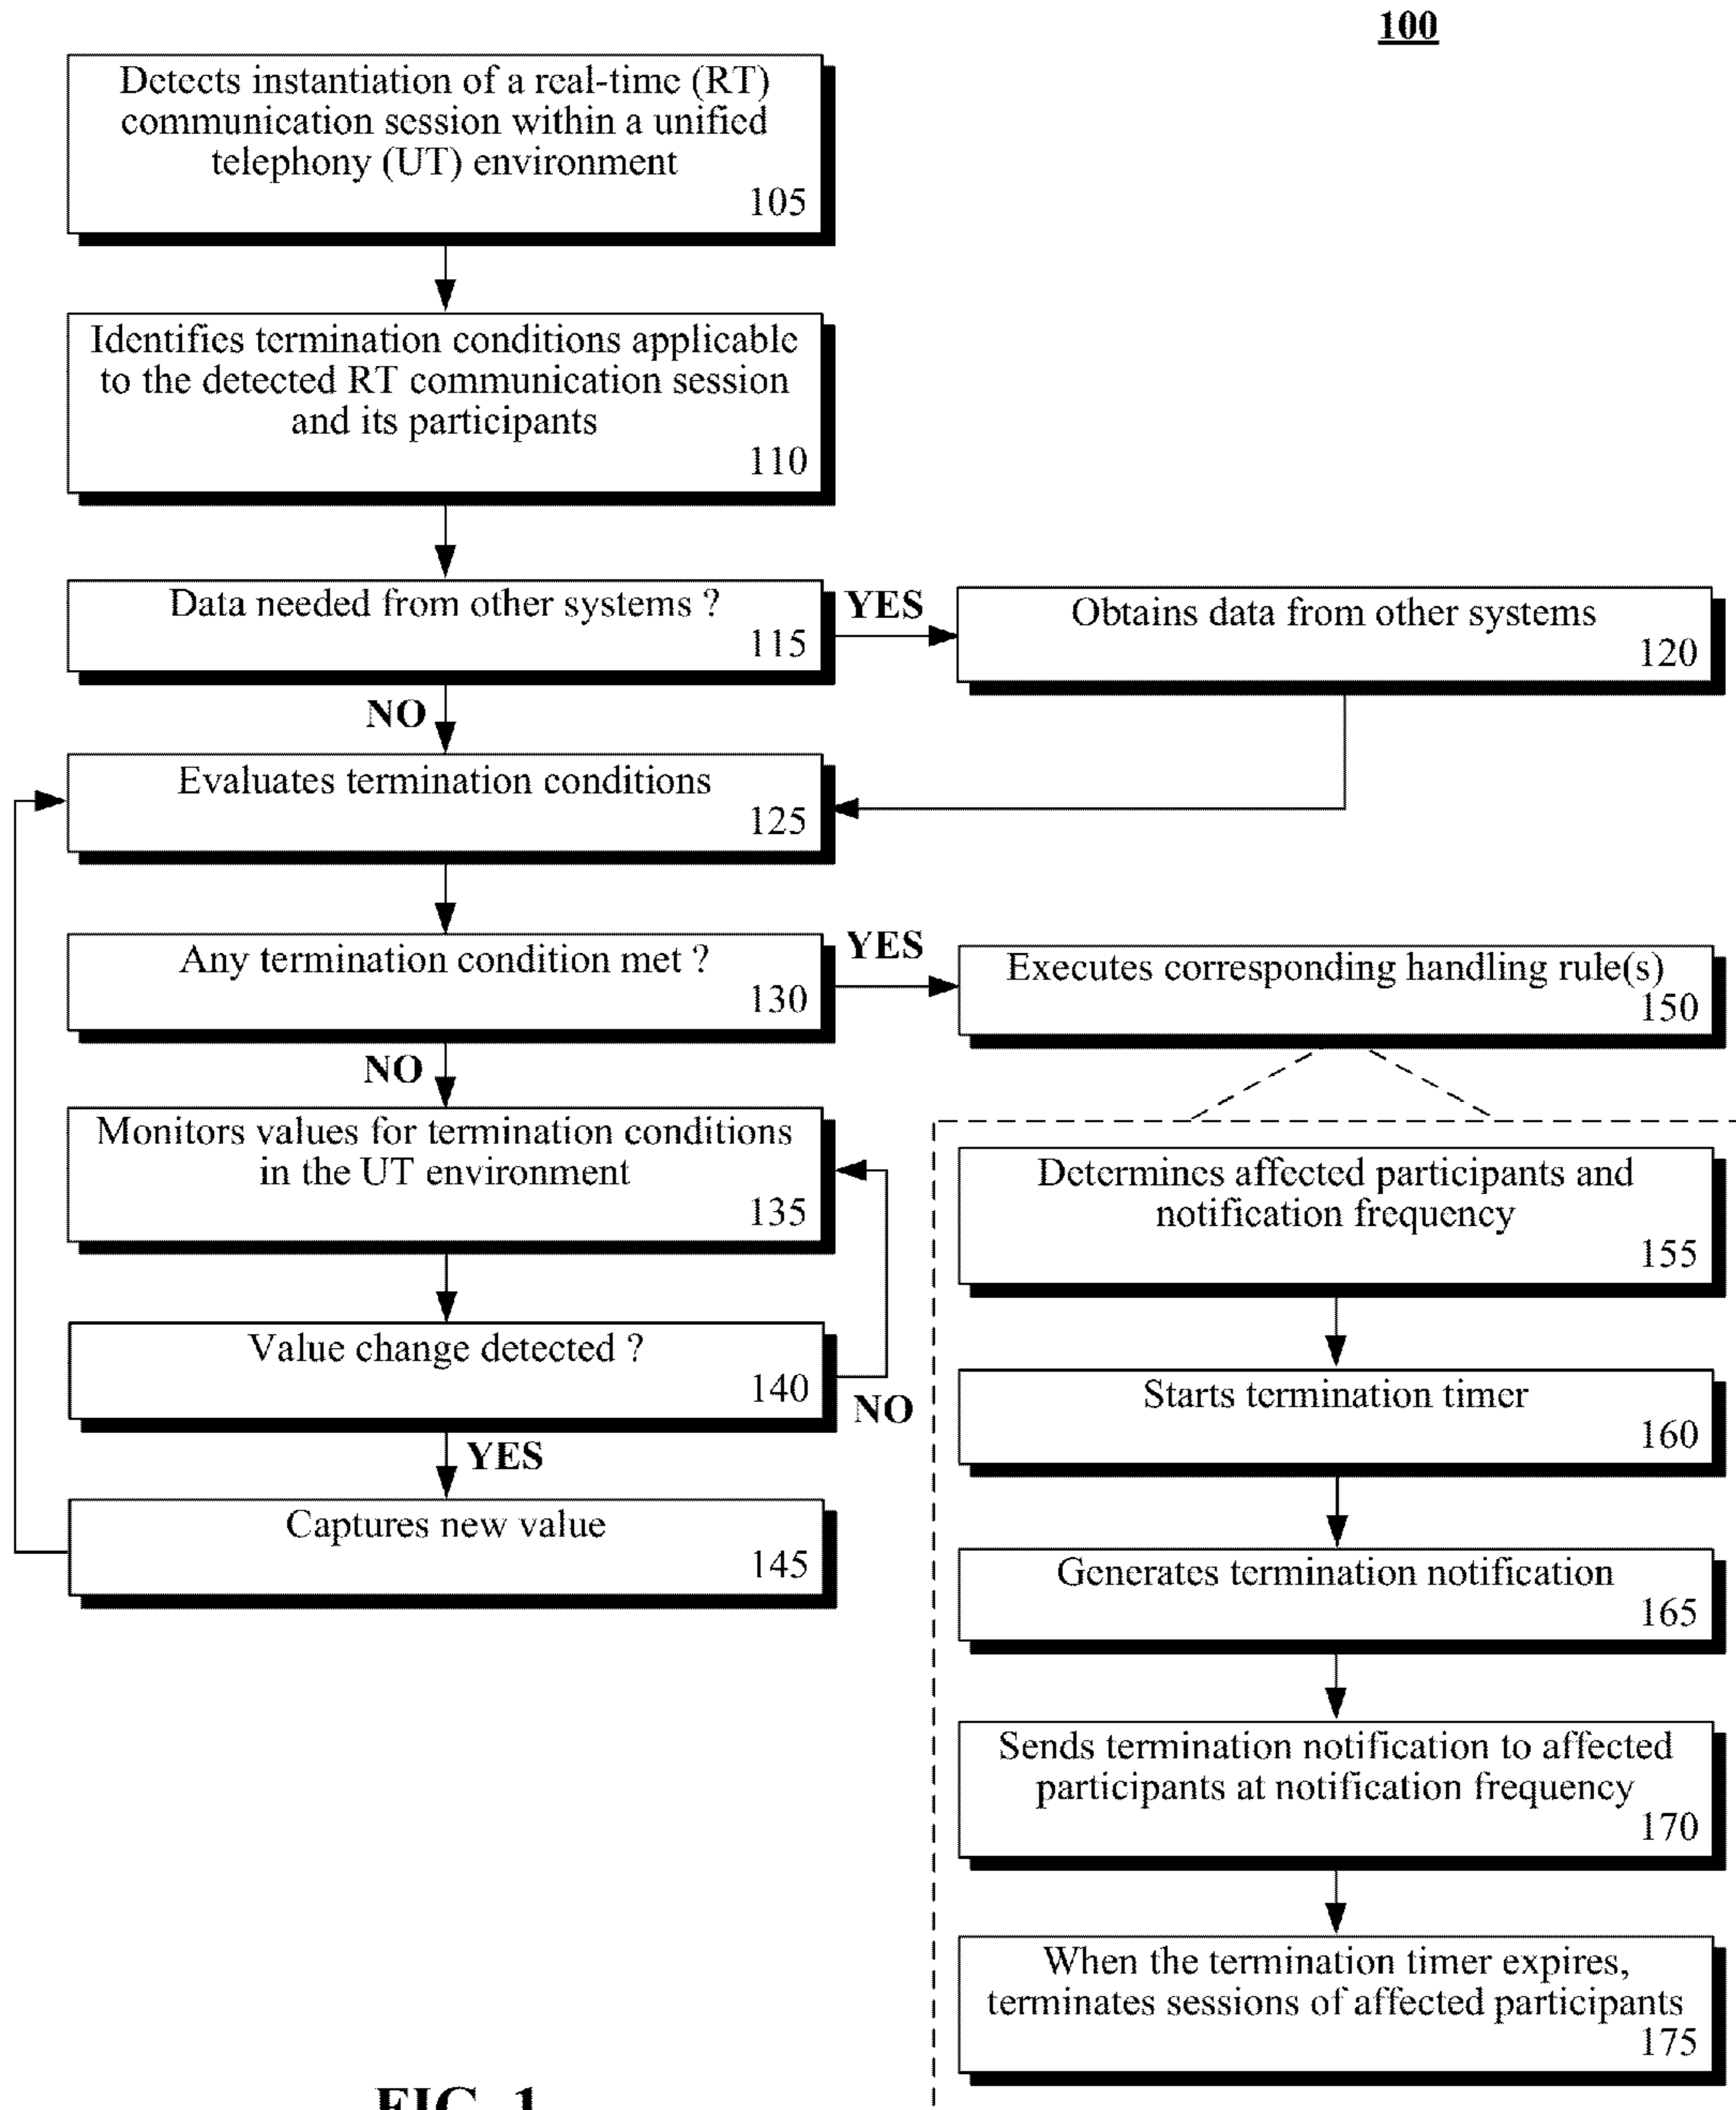 100
Detects instantiation of a real-time (RT)
communication session within a unified
telephony (UT) environment
105
Identifies termination conditions applicable
to the detected RT communication session
and its participants
110
Data needed from other systems ?
115
YES
Obtains data from other systems
120
NO
Evaluates termination conditions
125
Any termination condition met ?
130
YES
Executes corresponding handling rule(s)
150
NO
Monitors values for termination conditions
in the UT environment
135
Value change detected ?
140
NO
YES
Captures new value
145
Determines affected participants and
notification frequency
155
Starts termination timer
160
Generates termination notification
165
Sends termination notification to affected
participants at notification frequency
170
When the termination timer expires,
terminates sessions of affected participants
175
FIG. 1